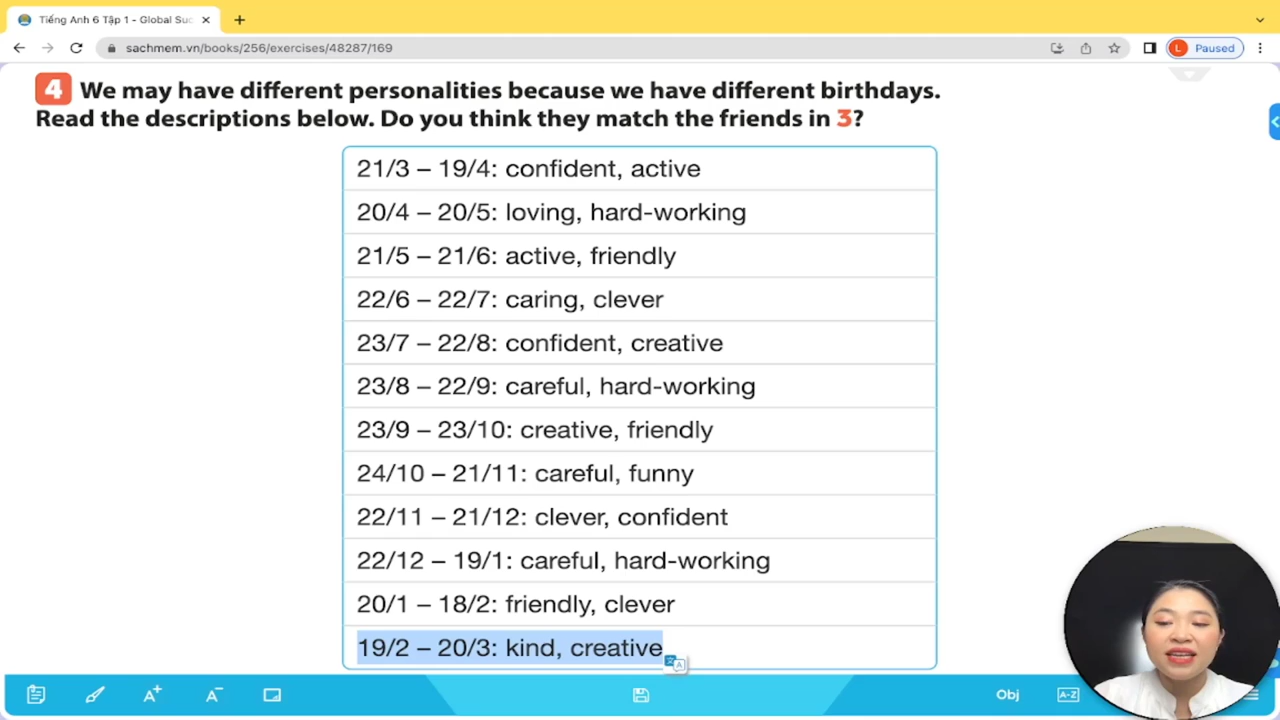 Tiếng Anh 6 Tập 1 - Global Suc
sachmem.vn/books/256/exercises/48287/169
L Paused
4 We may have different personalities because we have different birthdays.
Read the descriptions below. Do you think they match the friends in 3?
21/3 – 19/4: confident, active
20/4 – 20/5: loving, hard-working
21/5 – 21/6: active, friendly
22/6 – 22/7: caring, clever
23/7 – 22/8: confident, creative
23/8 – 22/9: careful, hard-working
23/9 – 23/10: creative, friendly
24/10 – 21/11: careful, funny
22/11 – 21/12: clever, confident
22/12 – 19/1: careful, hard-working
20/1 – 18/2: friendly, clever
19/2 – 20/3: kind, creative
A+ A- Obj A-Z